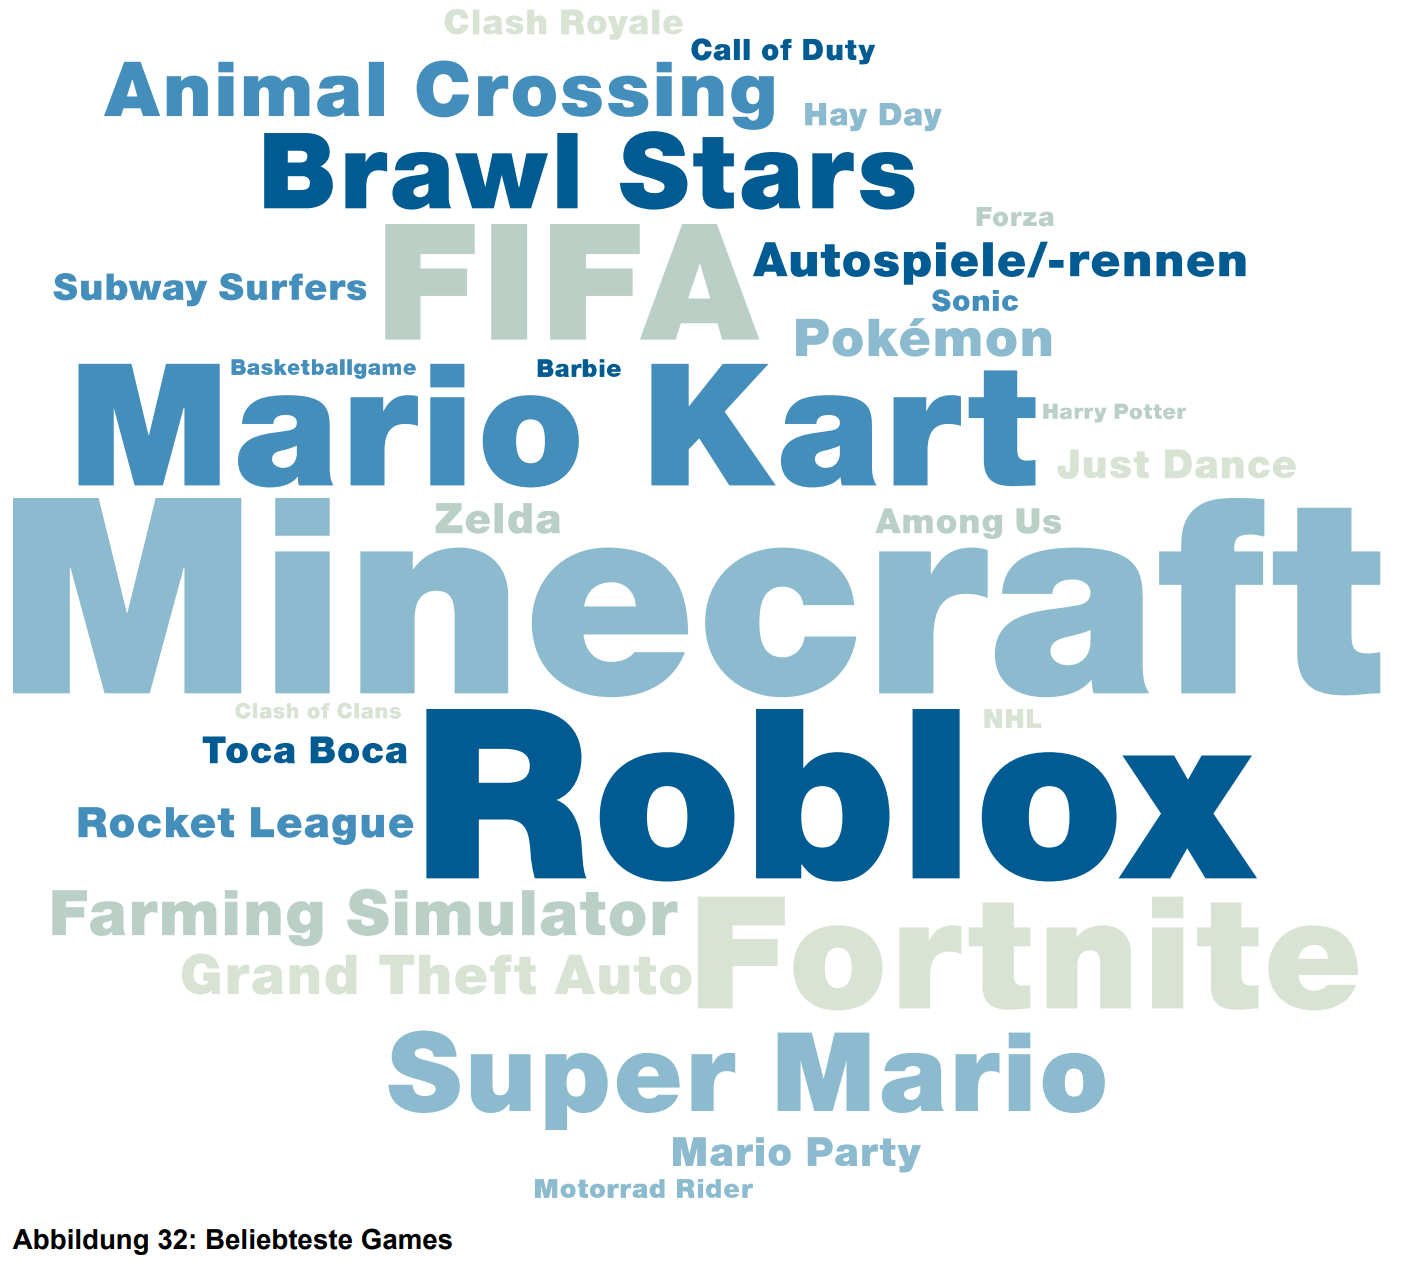 Clash Royale
Call of Duty
Animal Crossing
Hay Day
Brawl Stars
Forza
FIFA
Autospiele/-rennen
Subway Surfers
Sonic
Pokémon
Basketballgame
Barbie
Mario Kart
Harry Potter
Just Dance
Zelda
Among Us
Minecraft
Clash of Clans
NHL
Toca Boca
Roblox
Rocket League
Farming Simulator
Fortnite
Grand Theft Auto
Super Mario
Mario Party
Motorrad Rider
Abbildung 32: Beliebteste Games